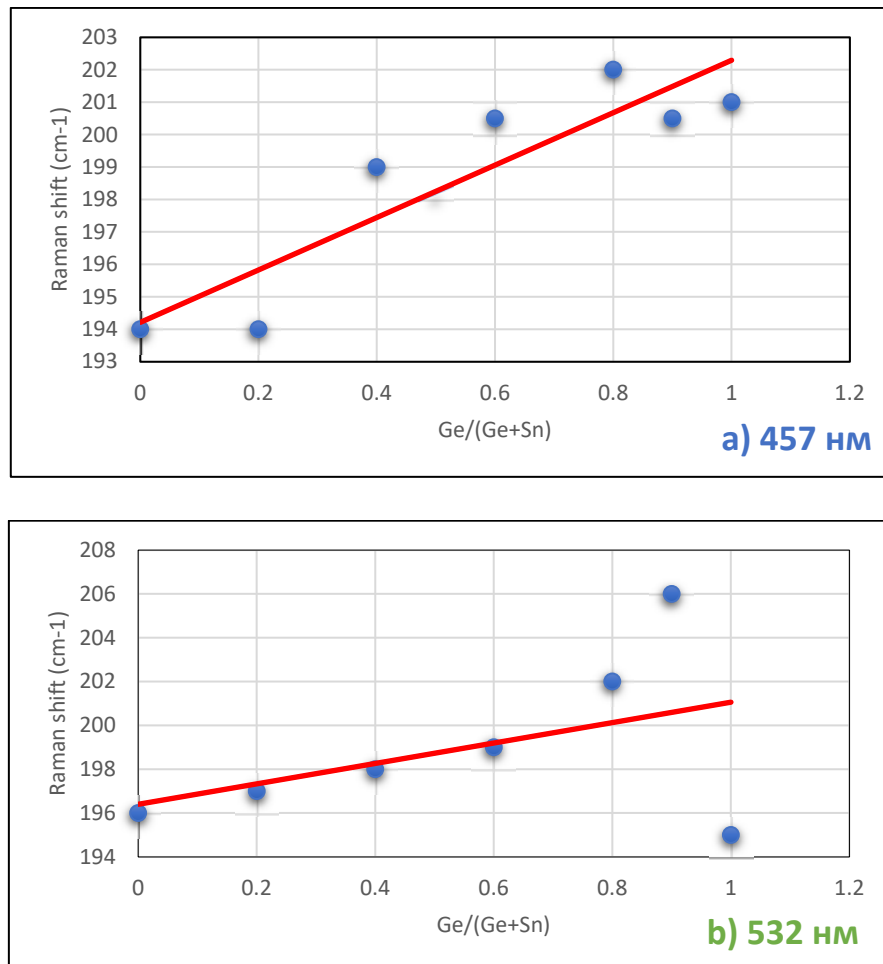 203
202
201
200
199
198
197
196
195
194
193
Raman shift (cm-1)
0 0.2 0.4 0.6 0.8 1 1.2
Ge/(Ge+Sn)
a) 457 нм
208
206
204
202
200
198
196
194
Raman shift (cm-1)
0 0.2 0.4 0.6 0.8 1 1.2
Ge/(Ge+Sn)
b) 532 нм